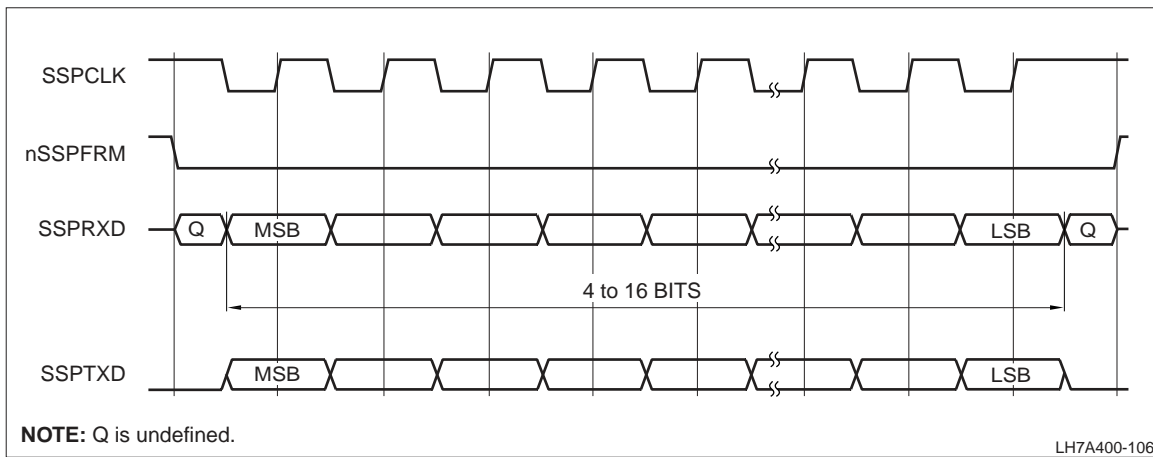 SSPCLK
nSSPFRM
SSPRXD Q MSB LSB Q
4 to 16 BITS
SSPTXD MSB LSB
NOTE: Q is undefined.
LH7A400-106